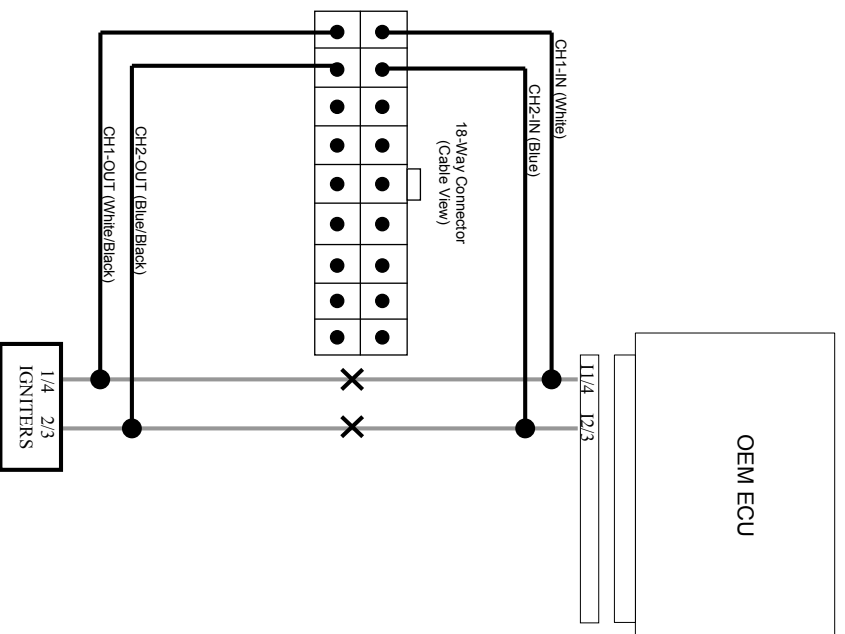 CH1-IN (White)
CH2-IN (Blue)
18-Way Connector
(Cable View)
CH2-OUT (Blue/Black)
CH1-OUT (White/Black)
I1/4 I2/3
OEM ECU
1/4 2/3
IGNITERS